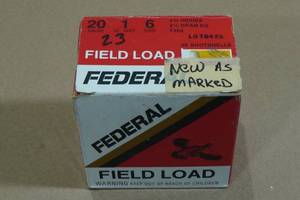 20 1 6
23
FIELD LOAD
FEDERAL
NEW AS
MARKED
FEDERAL
FIELD LOAD
WARNING KEEP OUT OF REACH OF CHILDREN